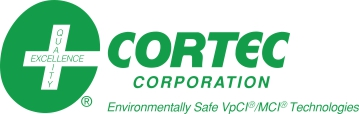 QUALITY
EXCELLENCE
®
CORTEC
CORPORATION
Environmentally Safe VpCI®/MCI® Technologies